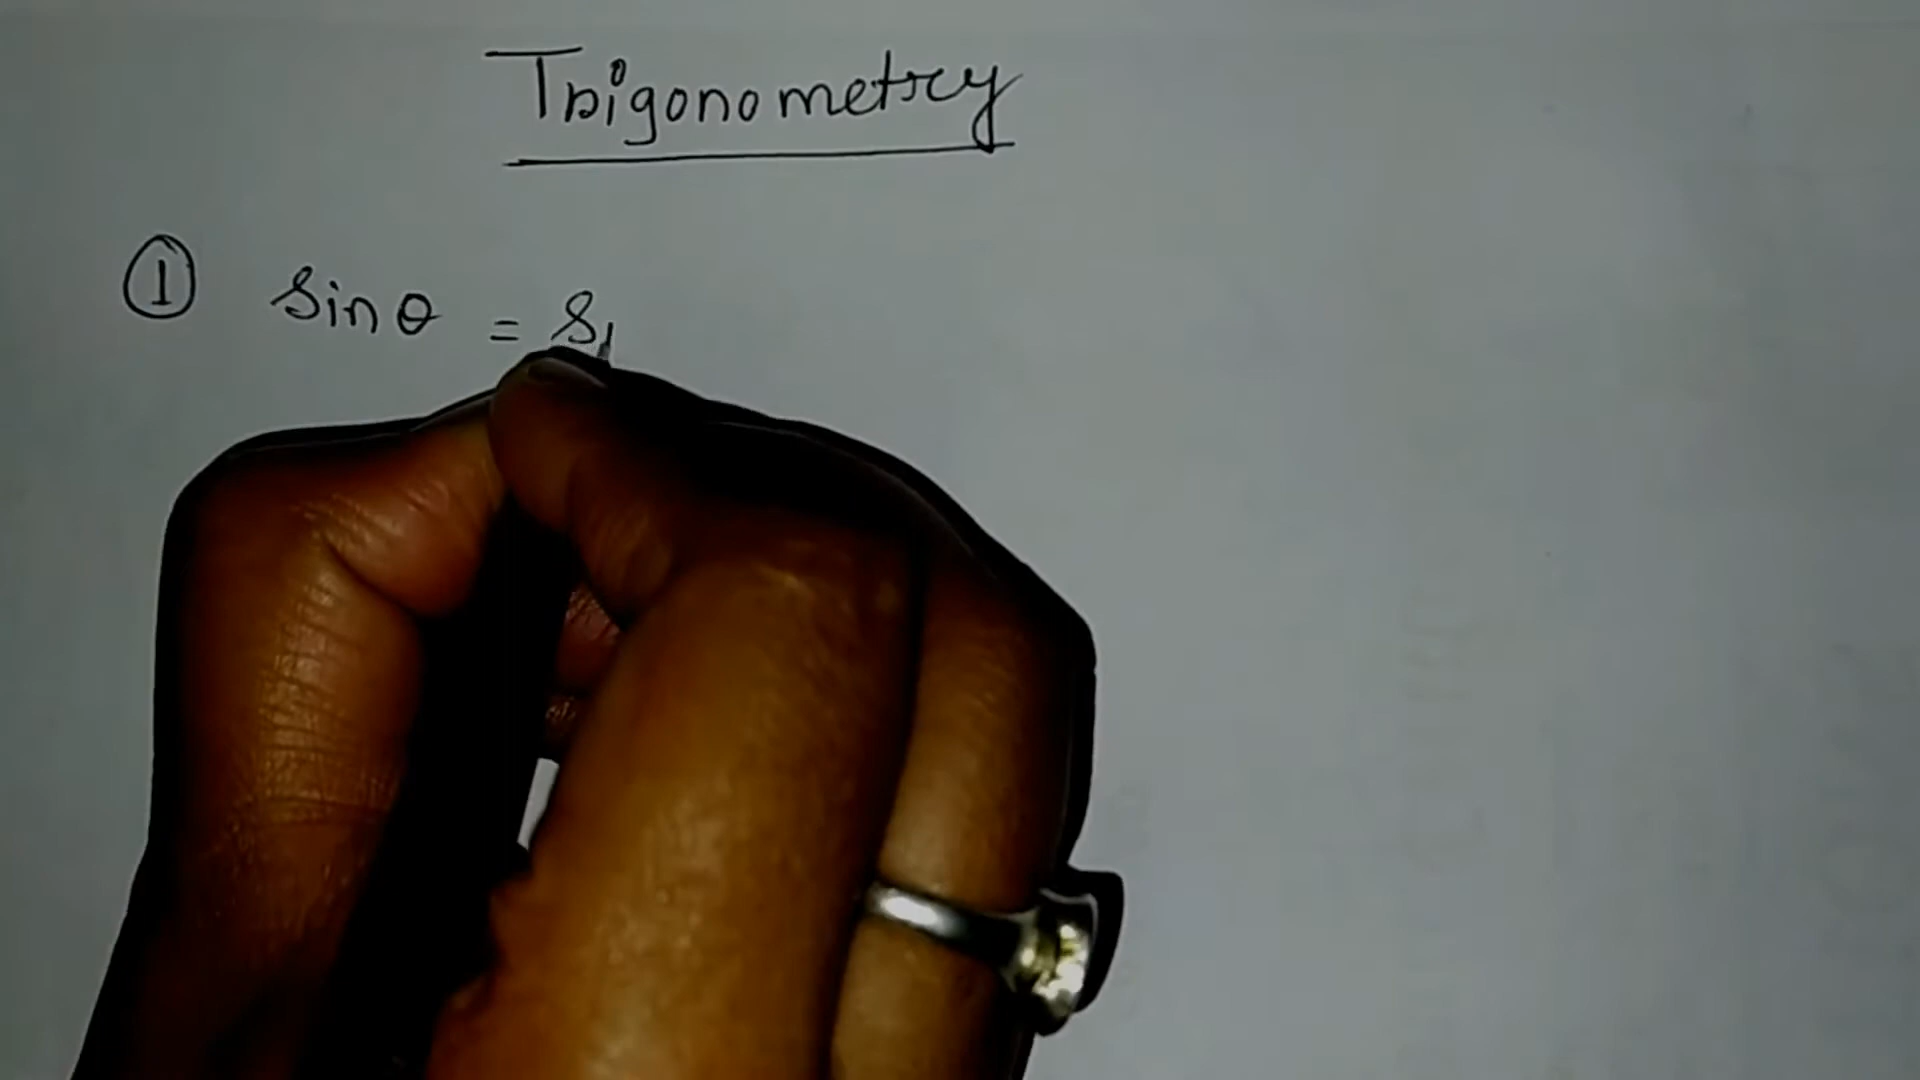 Trigonometry
① sin θ = s